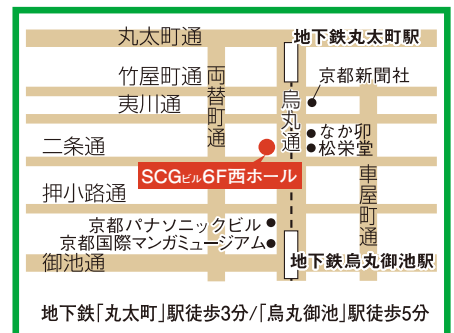 丸太町通
地下鉄丸太町駅
竹屋町通
両替町通
京都新聞社
夷川通
烏丸通
なか卯
二条通
松栄堂
SCGビル6F西ホール
車屋町通
押小路通
京都パナソニックビル
京都国際マンガミュージアム
御池通
地下鉄烏丸御池駅
地下鉄「丸太町」駅徒歩3分/「烏丸御池」駅徒歩5分